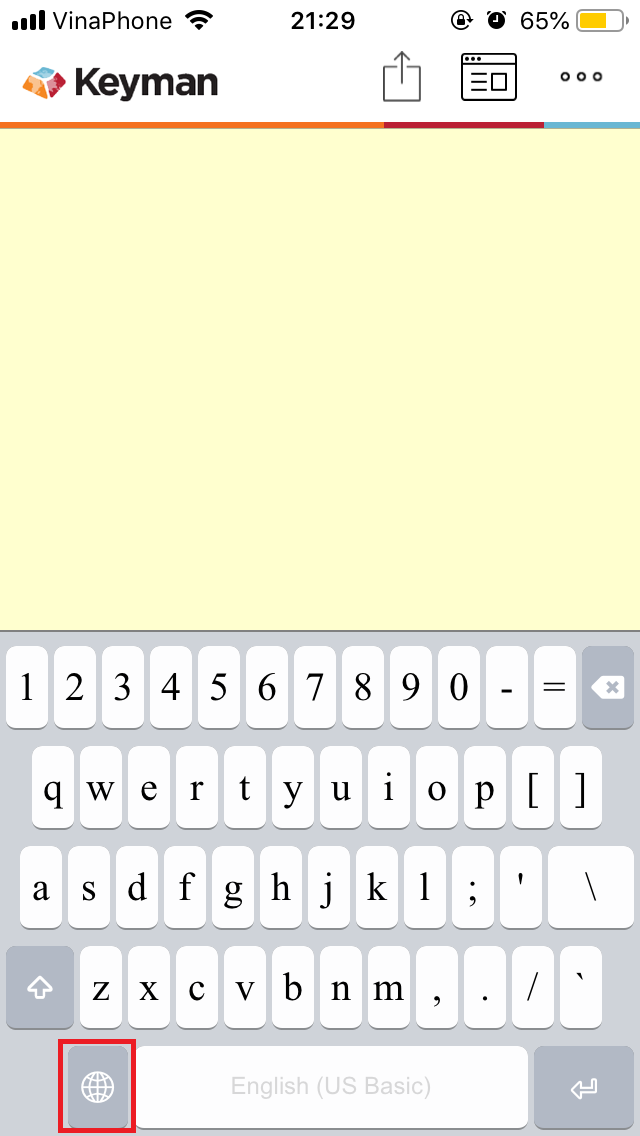 VinaPhone 21:29 65%
Keyman
1 2 3 4 5 6 7 8 9 0 - =
q w e r t y u i o p [ ]
a s d f g h j k l ; ' \
z x c v b n m , . / `
English (US Basic)